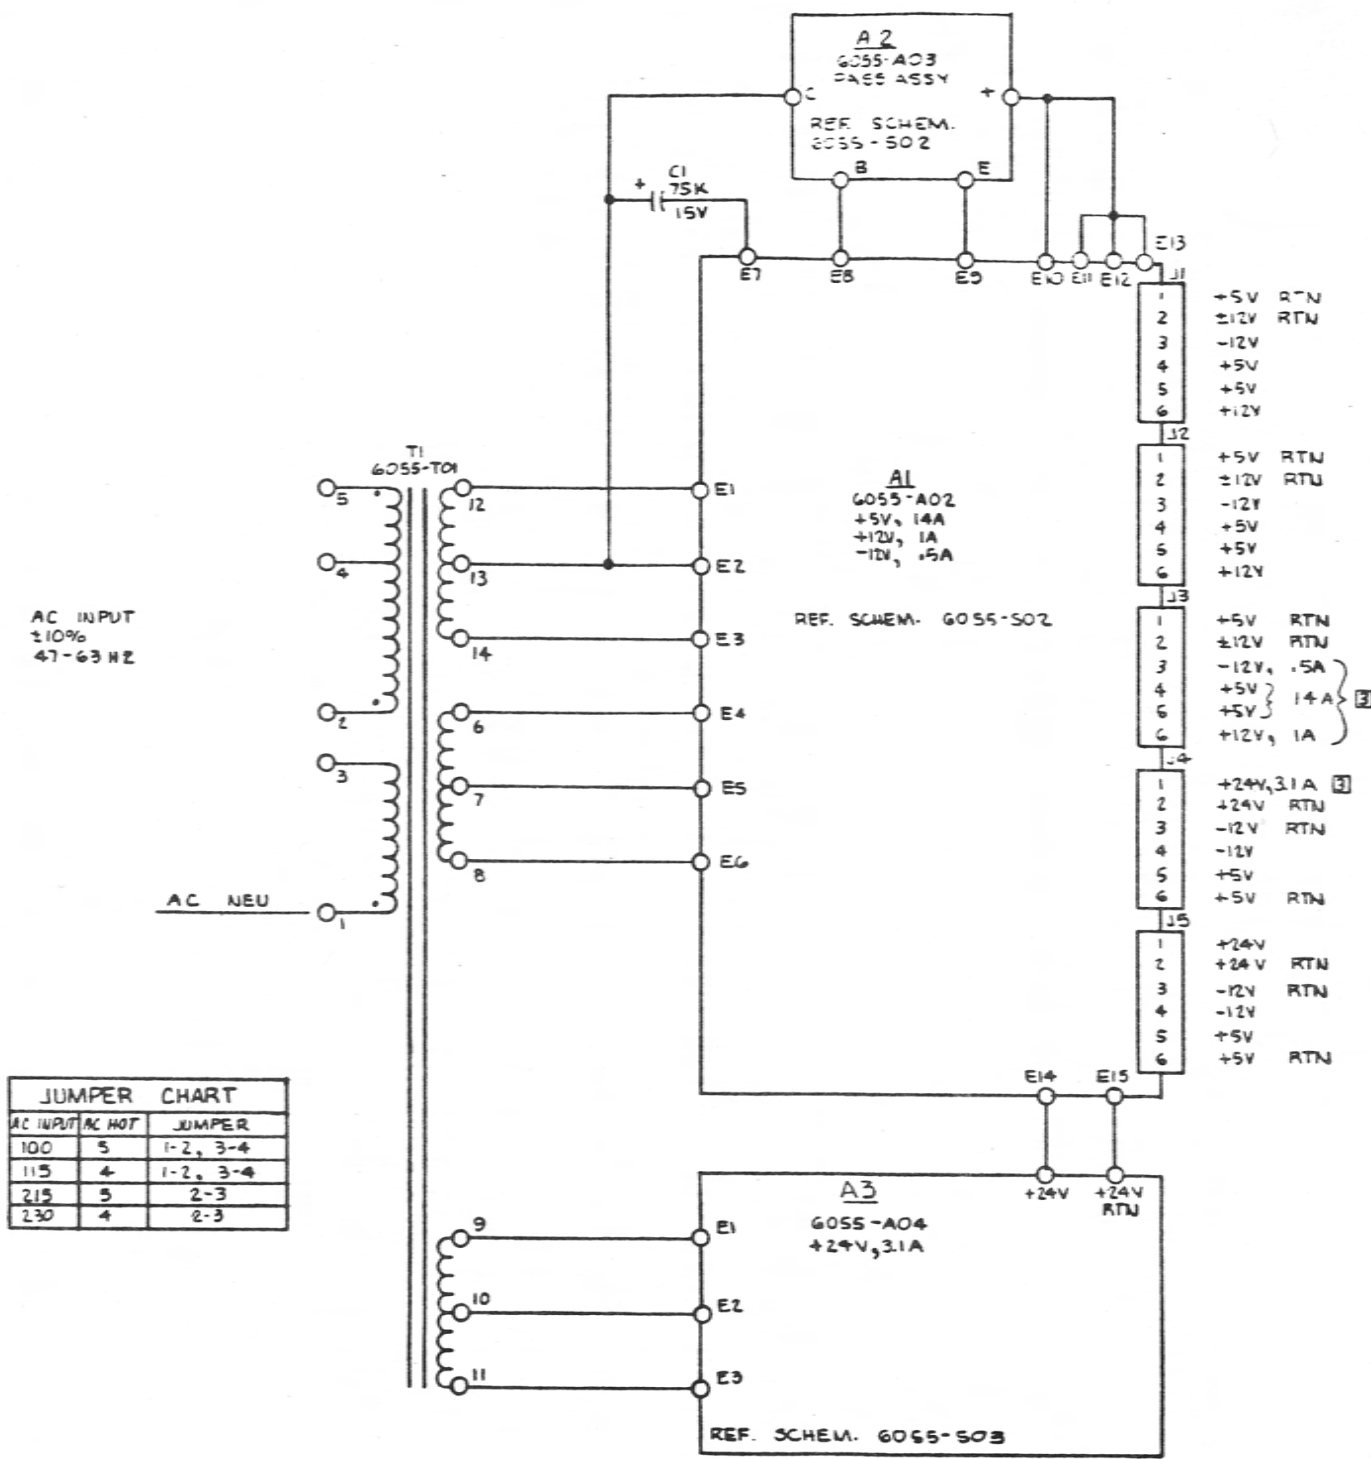 A2
6055-A03
PASS ASSY
C
+
REF. SCHEM.
6055-S02
B
E
+
C1
75K
15V
E7
E8
E9
E10
E11
E12
E13
J1
1 +5V RTN
2 ±12V RTN
3 -12V
4 +5V
5 +5V
6 +12V
J2
1 +5V RTN
2 ±12V RTN
3 -12V
4 +5V
5 +5V
6 +12V
J3
1 +5V RTN
2 ±12V RTN
3 -12V, .5A
4 +5V
14A 3
5 +5V
6 +12V, 1A
J4
1 +24V, 3.1A 3
2 +24V RTN
3 -12V RTN
4 -12V
5 +5V
6 +5V RTN
J5
1 +24V
2 +24V RTN
3 -12V RTN
4 -12V
5 +5V
6 +5V RTN
A1
6055-A02
+5V, 14A
+12V, 1A
-12V, .5A
REF. SCHEM. 6055-S02
T1
6055-T01
5
4
2
3
1
12
13
14
6
7
8
E1
E2
E3
E4
E5
E6
AC INPUT
±10%
47-63 HZ
AC NEU
JUMPER CHART
AC INPUT AC HOT JUMPER
100 5 1-2, 3-4
115 4 1-2, 3-4
215 5 2-3
230 4 2-3
E14
E15
+24V
+24V
RTN
A3
6055-A04
+24V, 3.1A
9
10
11
E1
E2
E3
REF. SCHEM. 6055-S03